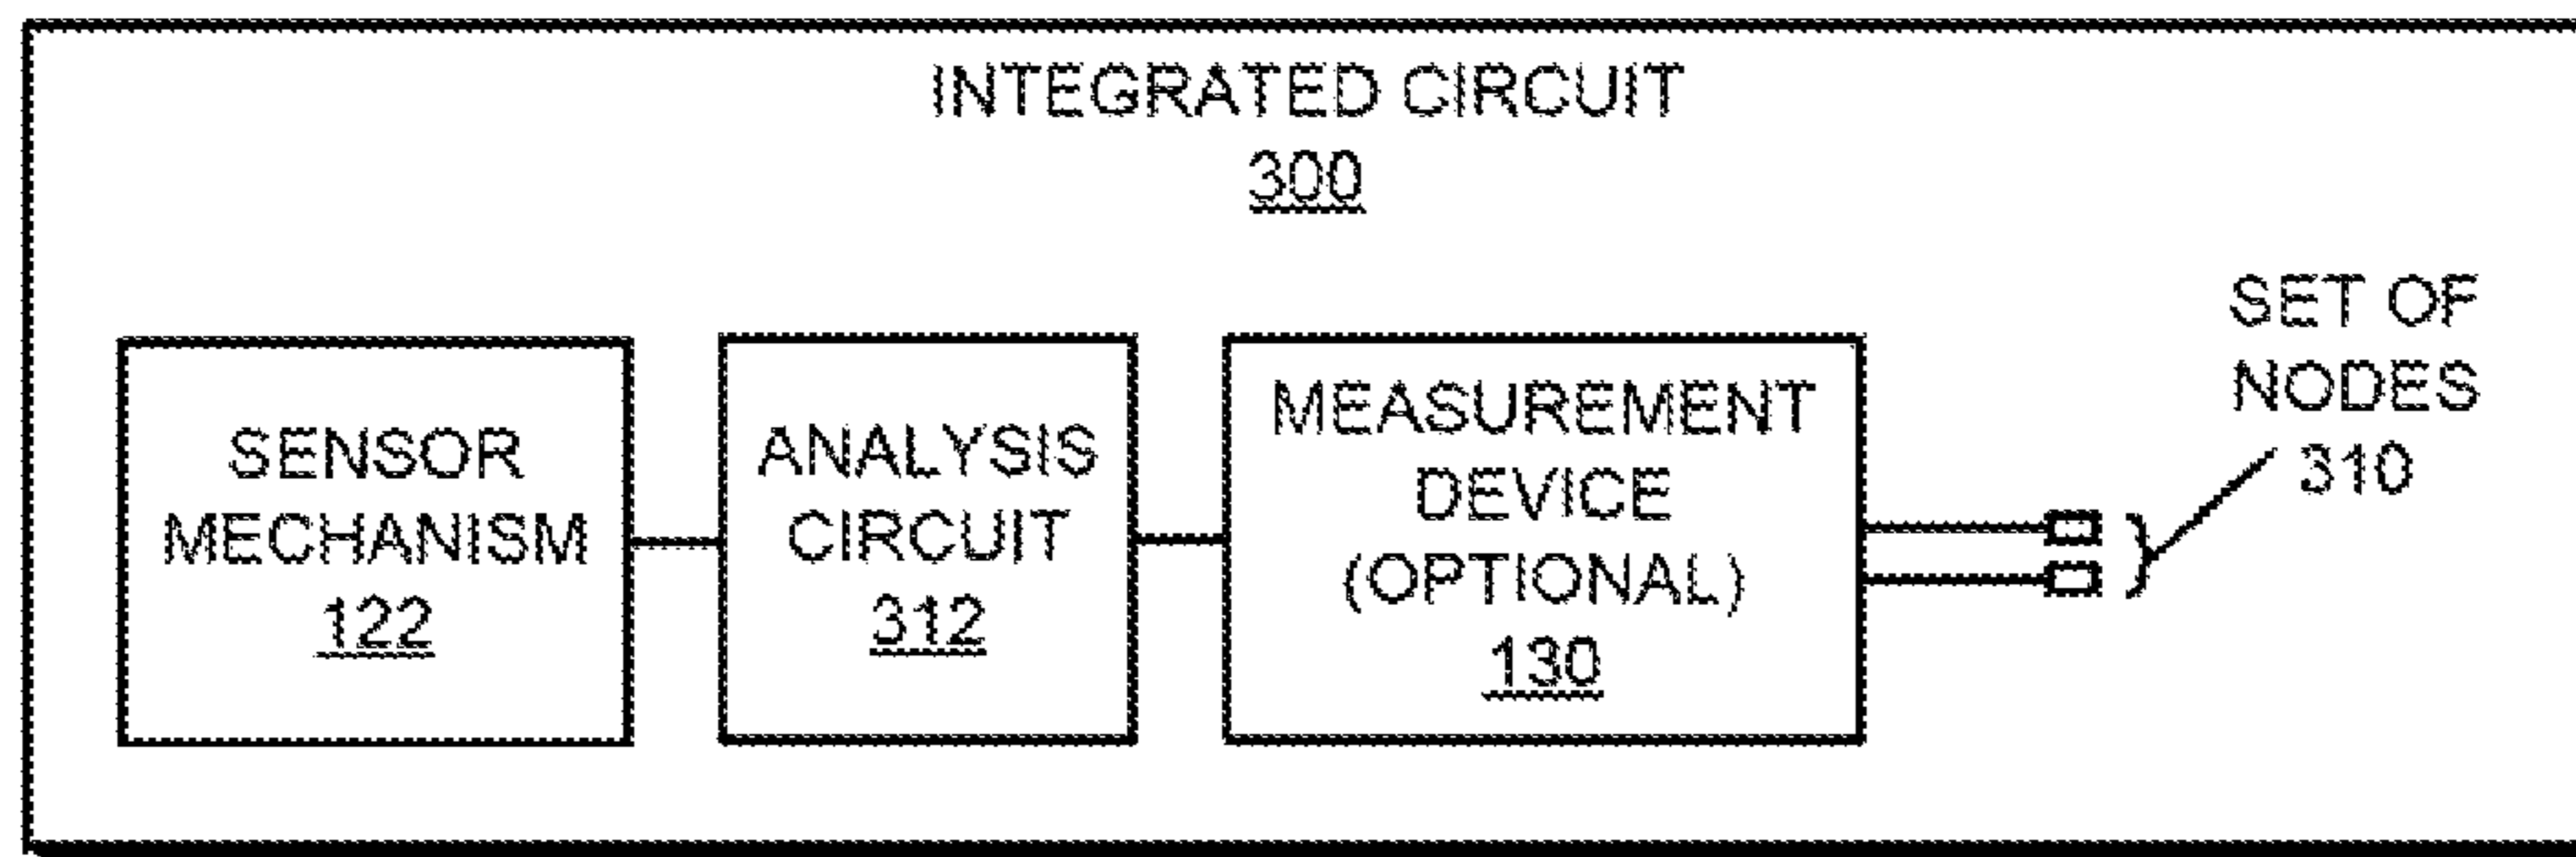 INTEGRATED CIRCUIT
300
SENSOR
MECHANISM
122
ANALYSIS
CIRCUIT
312
MEASUREMENT
DEVICE
(OPTIONAL)
130
SET OF
NODES
310